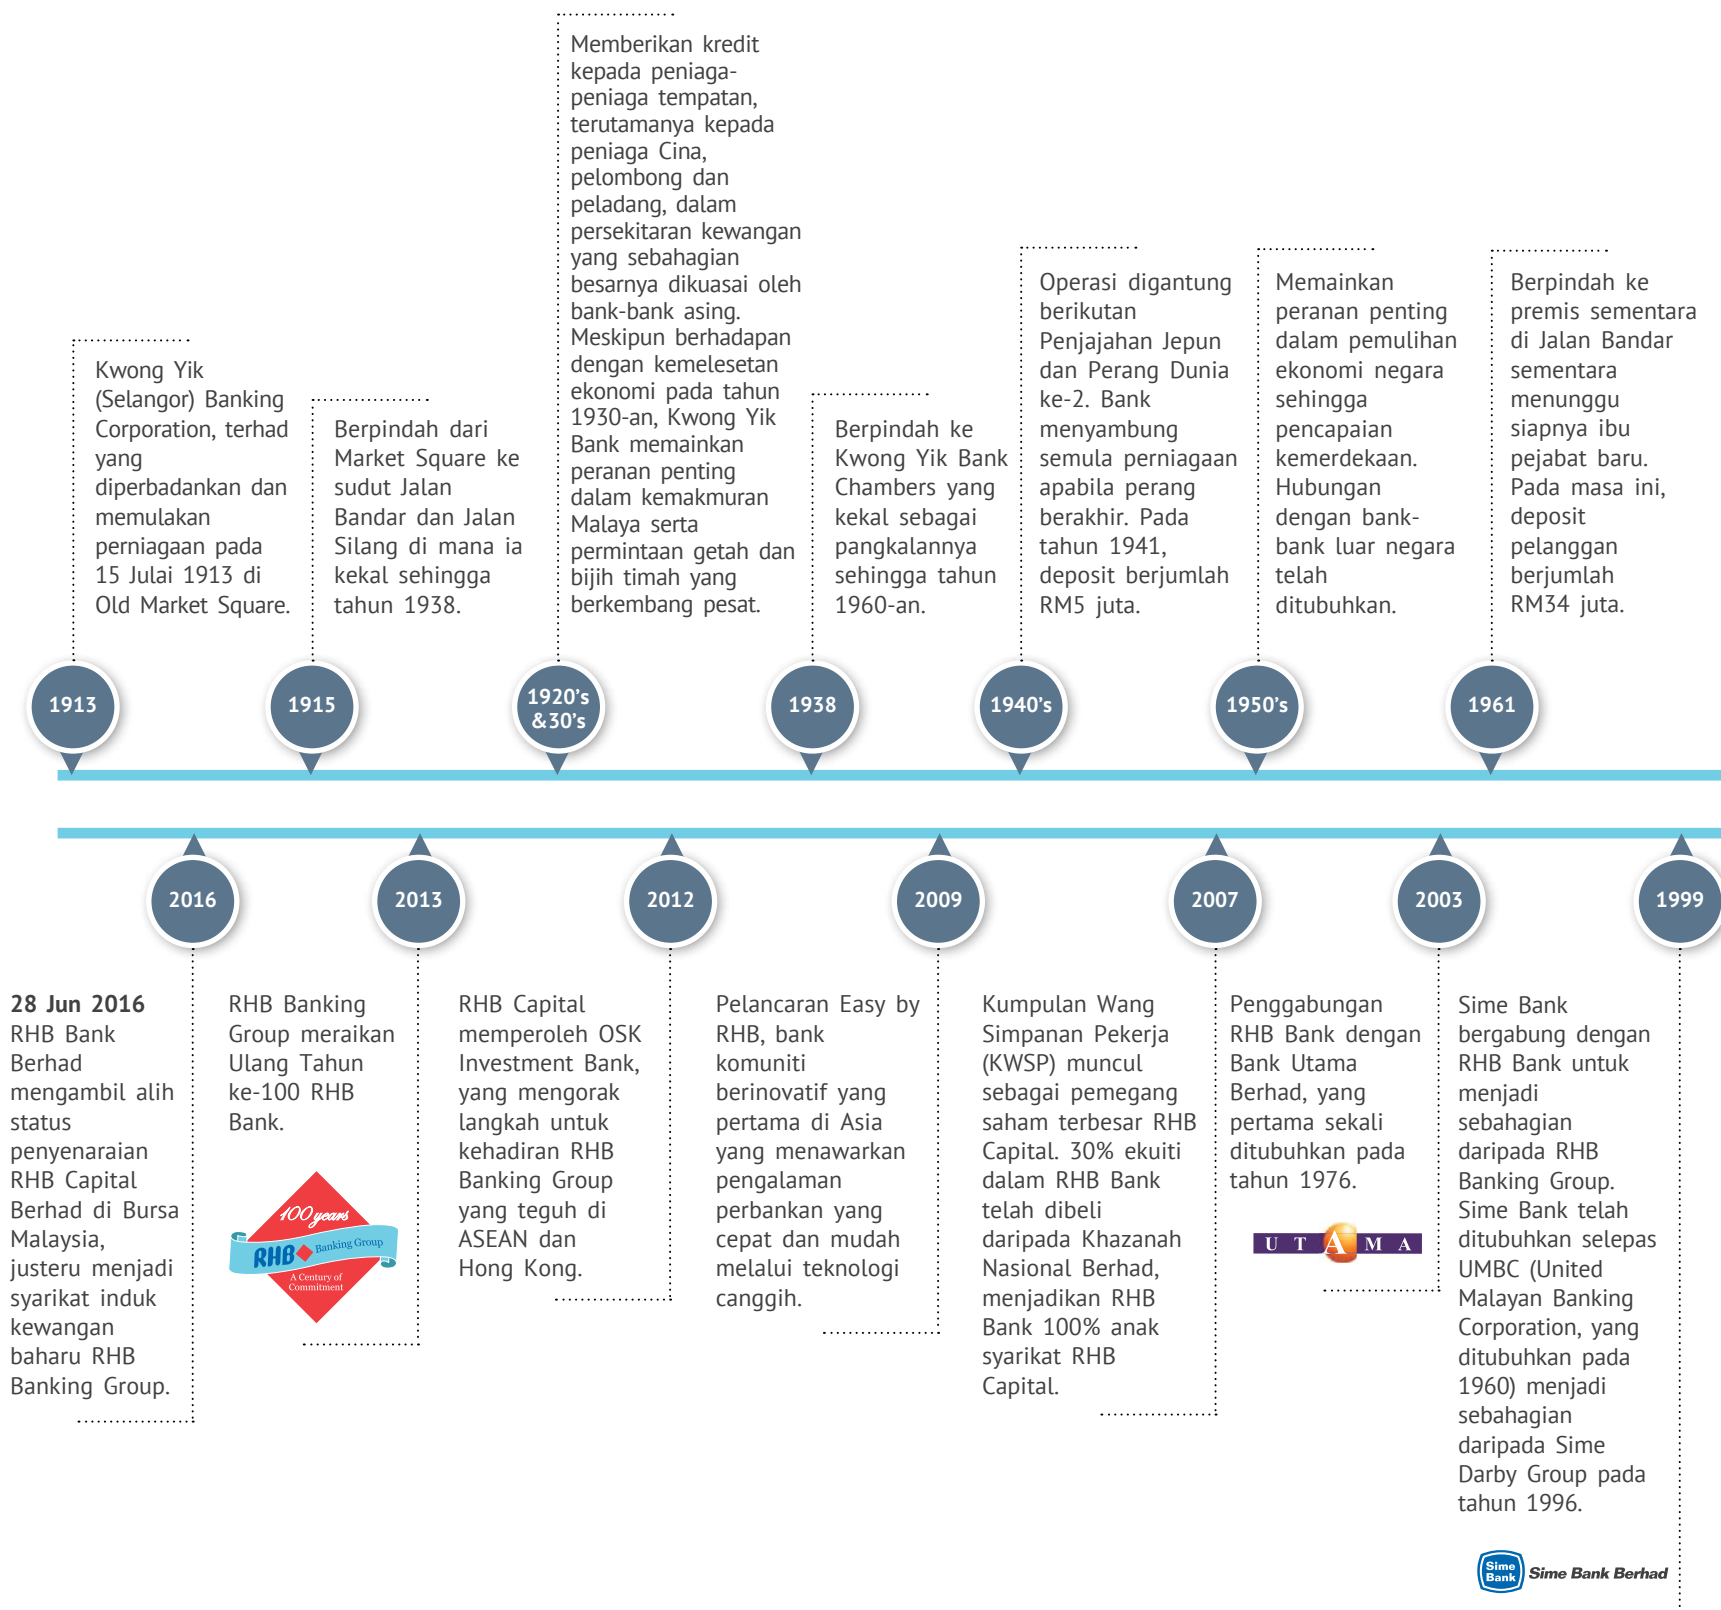 Kwong Yik
(Selangor) Banking
Corporation, terhad
yang
diperbadankan dan
memulakan
perniagaan pada
15 Julai 1913 di
Old Market Square.
1913
Berpindah dari
Market Square ke
sudut Jalan
Bandar dan Jalan
Silang di mana ia
kekal sehingga
tahun 1938.
1915
Memberikan kredit
kepada peniaga-
peniaga tempatan,
terutamanya kepada
peniaga Cina,
pelombong dan
peladang, dalam
persekitaran kewangan
yang sebahagian
besarnya dikuasai oleh
bank-bank asing.
Meskipun berhadapan
dengan kemelesetan
ekonomi pada tahun
1930-an, Kwong Yik
Bank memainkan
peranan penting
dalam kemakmuran
Malaya serta
permintaan getah dan
bijih timah yang
berkembang pesat.
1920's
&30's
Berpindah ke
Kwong Yik Bank
Chambers yang
kekal sebagai
pangkalannya
sehingga tahun
1960-an.
1938
Operasi digantung
berikutan
Penjajahan Jepun
dan Perang Dunia
ke-2. Bank
menyambung
semula perniagaan
apabila perang
berakhir. Pada
tahun 1941,
deposit berjumlah
RM5 juta.
1940's
Memainkan
peranan penting
dalam pemulihan
ekonomi negara
sehingga
pencapaian
kemerdekaan.
Hubungan
dengan bank-
bank luar negara
telah
ditubuhkan.
1950's
Berpindah ke
premis sementara
di Jalan Bandar
sementara
menunggu
siapnya ibu
pejabat baru.
Pada masa ini,
deposit
pelanggan
berjumlah
RM34 juta.
1961
2016
28 Jun 2016
RHB Bank
Berhad
mengambil alih
status
penyenaraian
RHB Capital
Berhad di Bursa
Malaysia,
justeru menjadi
syarikat induk
kewangan
baharu RHB
Banking Group.
2013
RHB Banking
Group meraikan
Ulang Tahun
ke-100 RHB
Bank.
100 years
RHB Banking Group
A Century of
Commitment
2012
RHB Capital
memperoleh OSK
Investment Bank,
yang mengorak
langkah untuk
kehadiran RHB
Banking Group
yang teguh di
ASEAN dan
Hong Kong.
2009
Pelancaran Easy by
RHB, bank
komuniti
berinovatif yang
pertama di Asia
yang menawarkan
pengalaman
perbankan yang
cepat dan mudah
melalui teknologi
canggih.
2007
Kumpulan Wang
Simpanan Pekerja
(KWSP) muncul
sebagai pemegang
saham terbesar RHB
Capital. 30% ekuiti
dalam RHB Bank
telah dibeli
daripada Khazanah
Nasional Berhad,
menjadikan RHB
Bank 100% anak
syarikat RHB
Capital.
2003
Penggabungan
RHB Bank dengan
Bank Utama
Berhad, yang
pertama sekali
ditubuhkan pada
tahun 1976.
UTAMA
1999
Sime Bank
bergabung dengan
RHB Bank untuk
menjadi
sebahagian
daripada RHB
Banking Group.
Sime Bank telah
ditubuhkan selepas
UMBC (United
Malayan Banking
Corporation, yang
ditubuhkan pada
1960) menjadi
sebahagian
daripada Sime
Darby Group pada
tahun 1996.
Sime
Bank
Sime Bank Berhad